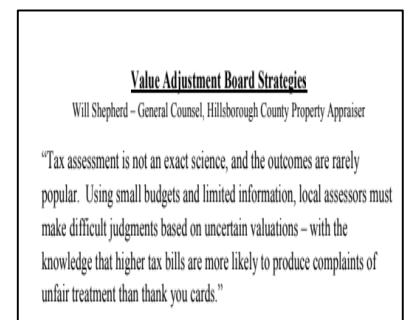 Value Adjustment Board Strategies
Will Shepherd – General Counsel, Hillsborough County Property Appraiser
“Tax assessment is not an exact science, and the outcomes are rarely
popular.  Using small budgets and limited information, local assessors must
make difficult judgments based on uncertain valuations – with the
knowledge that higher tax bills are more likely to produce complaints of
unfair treatment than thank you cards.”